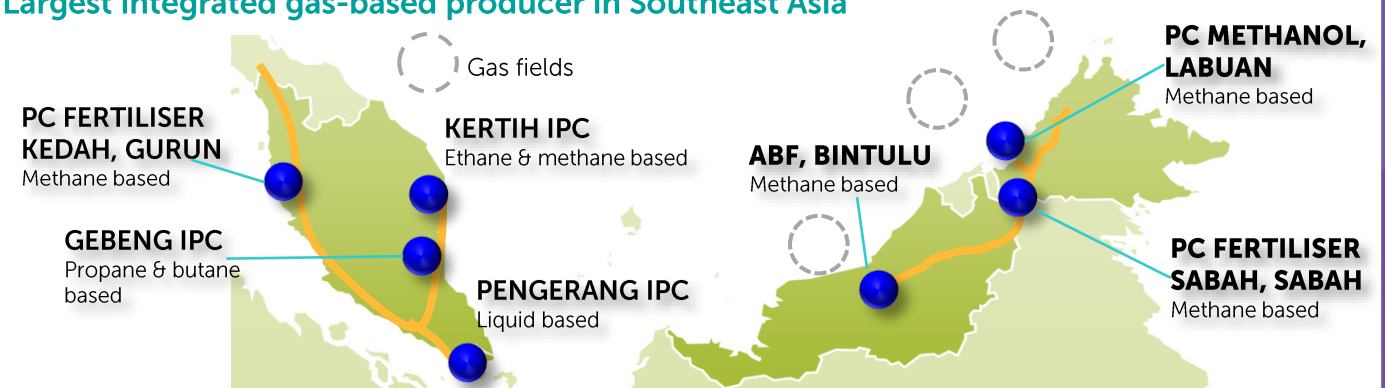 Largest integrated gas-based producer in Southeast Asia
Gas fields
PC FERTILISER
KEDAH, GURUN
Methane based
KERTIH IPC
Ethane & methane based
GEBENG IPC
Propane & butane
based
PENGERANG IPC
Liquid based
ABF, BINTULU
Methane based
PC METHANOL,
LABUAN
Methane based
PC FERTILISER
SABAH, SABAH
Methane based